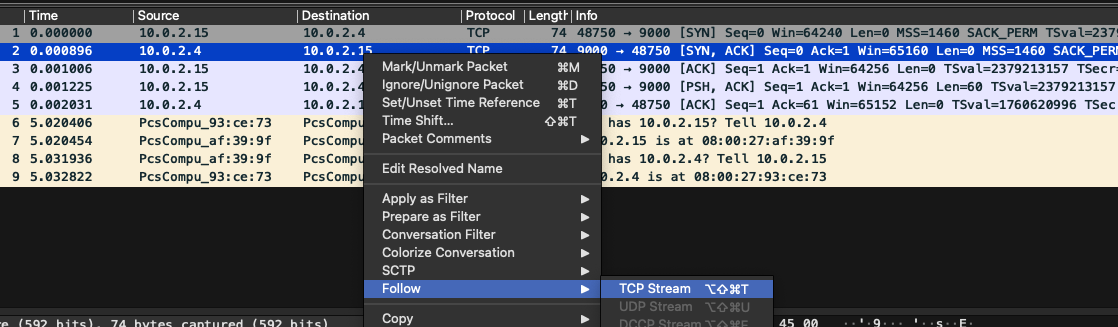 Time Source Destination Protocol Length Info
1 0.000000 10.0.2.15 10.0.2.4 TCP 74 48750 → 9000 [SYN] Seq=0 Win=64240 Len=0 MSS=1460 SACK_PERM TSval=2379
2 0.000896 10.0.2.4 10.0.2.15 TCP 74 9000 → 48750 [SYN, ACK] Seq=0 Ack=1 Win=65160 Len=0 MSS=1460 SACK_PERM
Mark/Unmark Packet ⌘M
3 0.001006 10.0.2.15 10.0.2 750 → 9000 [ACK] Seq=1 Ack=1 Win=64256 Len=0 TSval=2379213157 TSecr
Ignore/Unignore Packet ⌘D
4 0.001225 10.0.2.15 10.0.2 750 → 9000 [PSH, ACK] Seq=1 Ack=1 Win=64256 Len=60 TSval=2379213157
Set/Unset Time Reference ⌘T
5 0.002031 10.0.2.4 10.0.2.1 → 48750 [ACK] Seq=1 Ack=61 Win=65152 Len=0 TSval=1760620996 TSec
Time Shift... ⇧⌘T
6 5.020406 PcsCompu_93:ce:73 PcsCompu has 10.0.2.15? Tell 10.0.2.4
Packet Comments ▶
7 5.020454 PcsCompu_af:39:9f PcsCompu 0.2.15 is at 08:00:27:af:39:9f
8 5.031936 PcsCompu_af:39:9f PcsCompu has 10.0.2.4? Tell 10.0.2.15
Edit Resolved Name
9 5.032822 PcsCompu_93:ce:73 PcsCompu 0.2.4 is at 08:00:27:93:ce:73
Apply as Filter ▶
Prepare as Filter ▶
Conversation Filter ▶
Colorize Conversation ▶
SCTP ▶
Follow ▶
TCP Stream ⌥⇧⌘T
UDP Stream ⌥⇧⌘U
DCCP Stream ⌥⇧⌘E
Copy ▶
re (592 bits), 74 bytes captured (592 bits) 45 00 ··'·9··· '··s·E·